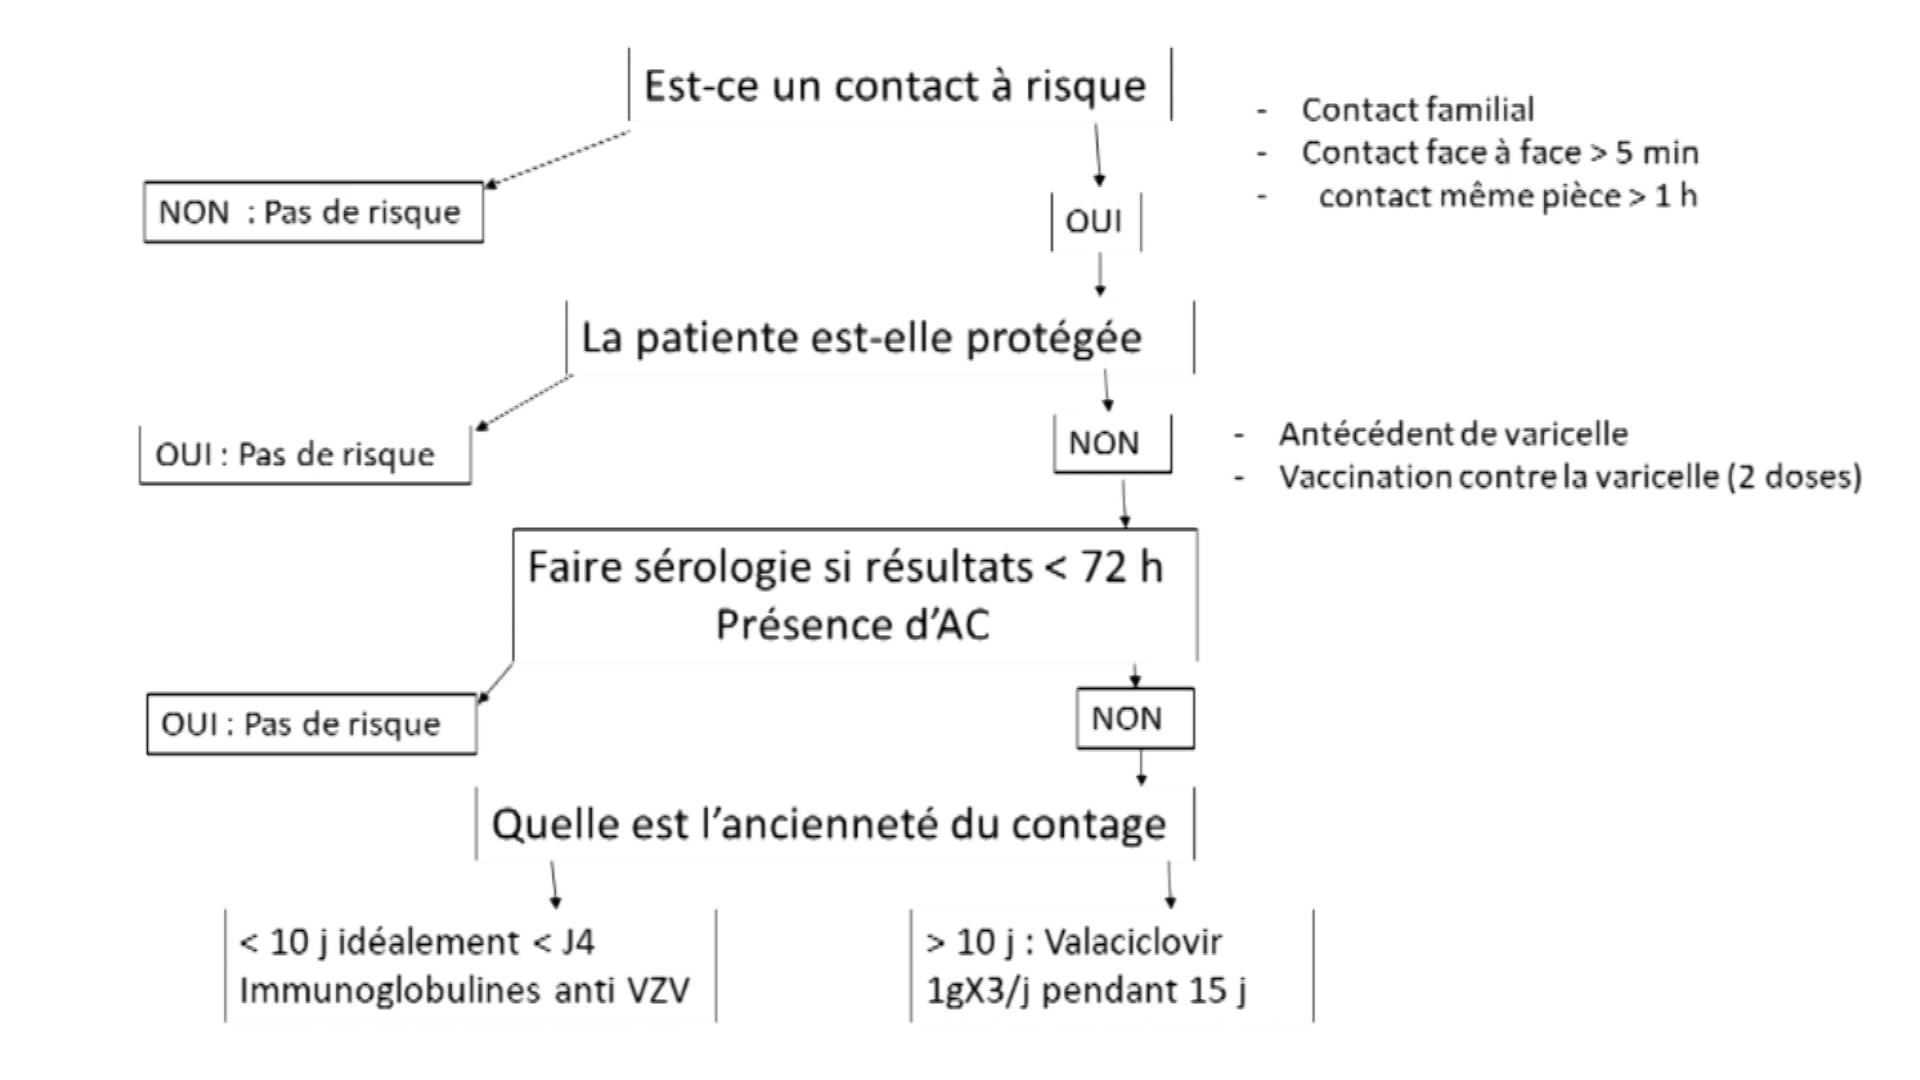 Est-ce un contact à risque
- Contact familial
- Contact face à face > 5 min
- contact même pièce > 1 h
NON : Pas de risque
OUI
La patiente est-elle protégée
OUI : Pas de risque
NON
- Antécédent de varicelle
- Vaccination contre la varicelle (2 doses)
Faire sérologie si résultats < 72 h
Présence d’AC
OUI : Pas de risque
NON
Quelle est l’ancienneté du contage
< 10 j idéalement < J4
Immunoglobulines anti VZV
> 10 j : Valaciclovir
1gX3/j pendant 15 j